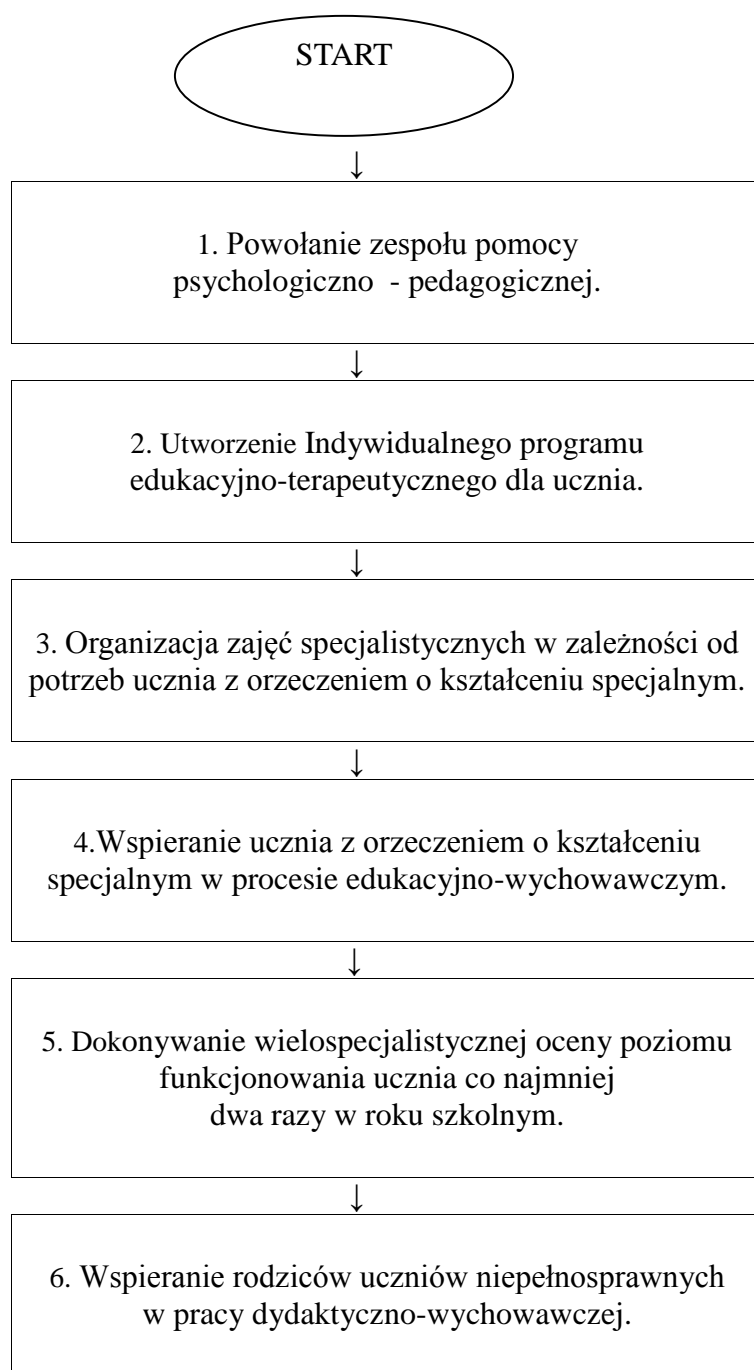 START
↓
1. Powołanie zespołu pomocy
psychologiczno - pedagogicznej.
↓
2. Utworzenie Indywidualnego programu
edukacyjno-terapeutycznego dla ucznia.
↓
3. Organizacja zajęć specjalistycznych w zależności od
potrzeb ucznia z orzeczeniem o kształceniu specjalnym.
↓
4.Wspieranie ucznia z orzeczeniem o kształceniu
specjalnym w procesie edukacyjno-wychowawczym.
↓
5. Dokonywanie wielospecjalistycznej oceny poziomu
funkcjonowania ucznia co najmniej
dwa razy w roku szkolnym.
↓
6. Wspieranie rodziców uczniów niepełnosprawnych
w pracy dydaktyczno-wychowawczej.